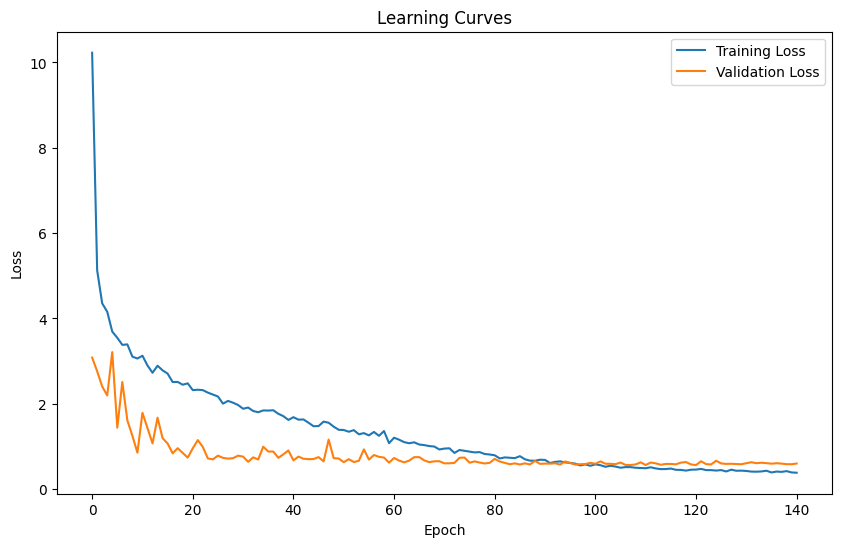 Learning Curves
Training Loss
Validation Loss
10
8
6
4
2
0
Loss
0 20 40 60 80 100 120 140
Epoch